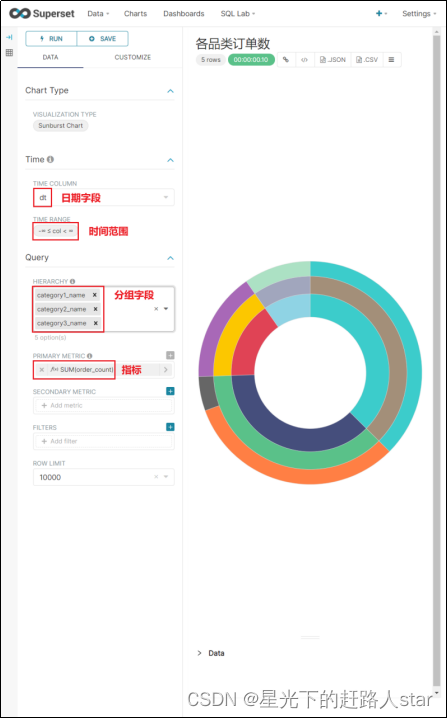 Superset Data Charts Dashboards SQL Lab + Settings
RUN SAVE
DATA CUSTOMIZE
Chart Type
VISUALIZATION TYPE
Sunburst Chart
Time
TIME COLUMN
dt 日期字段
TIME RANGE
-∞ ≤ col < ∞ 时间范围
Query
HIERARCHY
category1_name × 分组字段
category2_name ×
category3_name ×
5 option(s)
PRIMARY METRIC
× ƒ(x) SUM(order_count) 指标
SECONDARY METRIC
+ Add metric
FILTERS
+ Add filter
ROW LIMIT
10000
各品类订单数
5 rows 00:00:00.10 </> .JSON .CSV
Data
CSDN @星光下的赶路人star